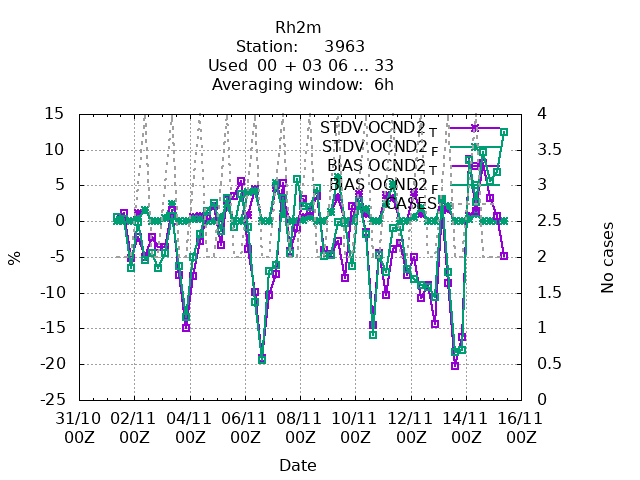 Rh2m
Station: 3963
Used 00 + 03 06 ... 33
Averaging window: 6h
15 4
STDV OCND2 T
STDV OCND2 F
BIAS OCND2 T
BIAS OCND2 F
CASES
10 3.5
5 3
0 2.5
-5 2
-10 1.5
-15 1
-20 0.5
-25 0
%
No cases
31/10 02/11 04/11 06/11 08/11 10/11 12/11 14/11 16/11
00Z 00Z 00Z 00Z 00Z 00Z 00Z 00Z 00Z
Date